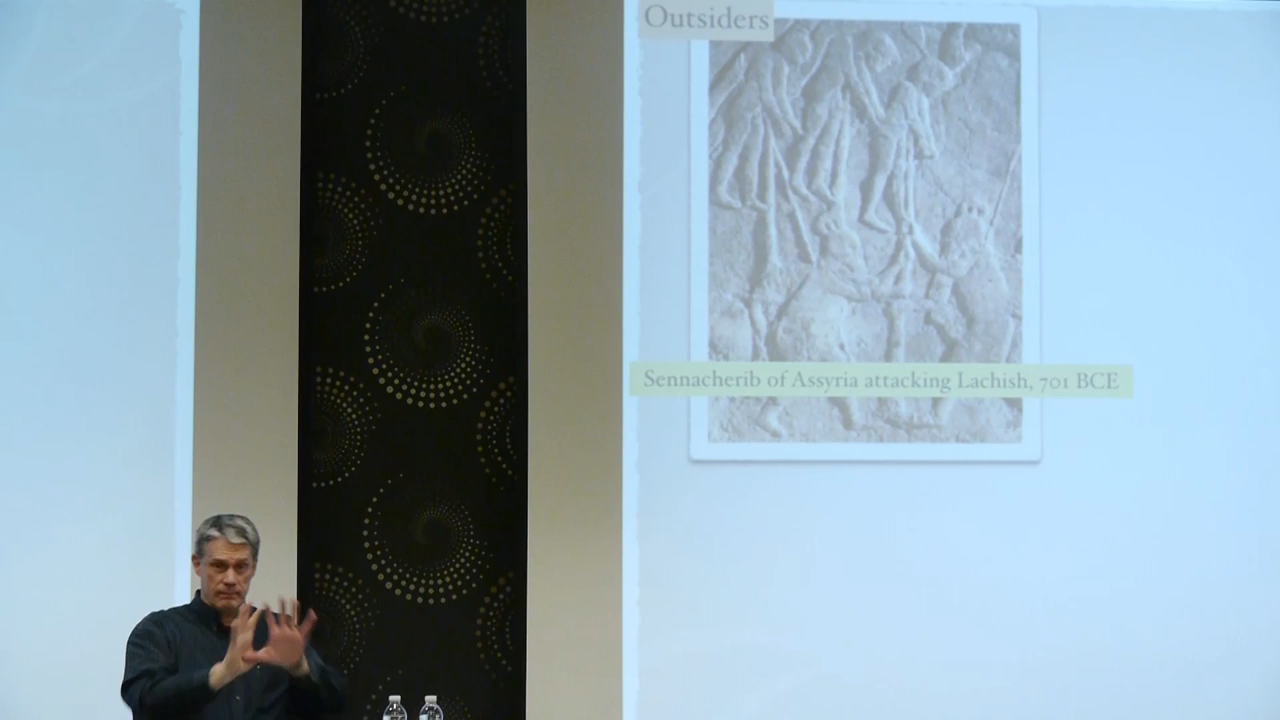 Outsiders
Sennacherib of Assyria attacking Lachish, 701 BCE